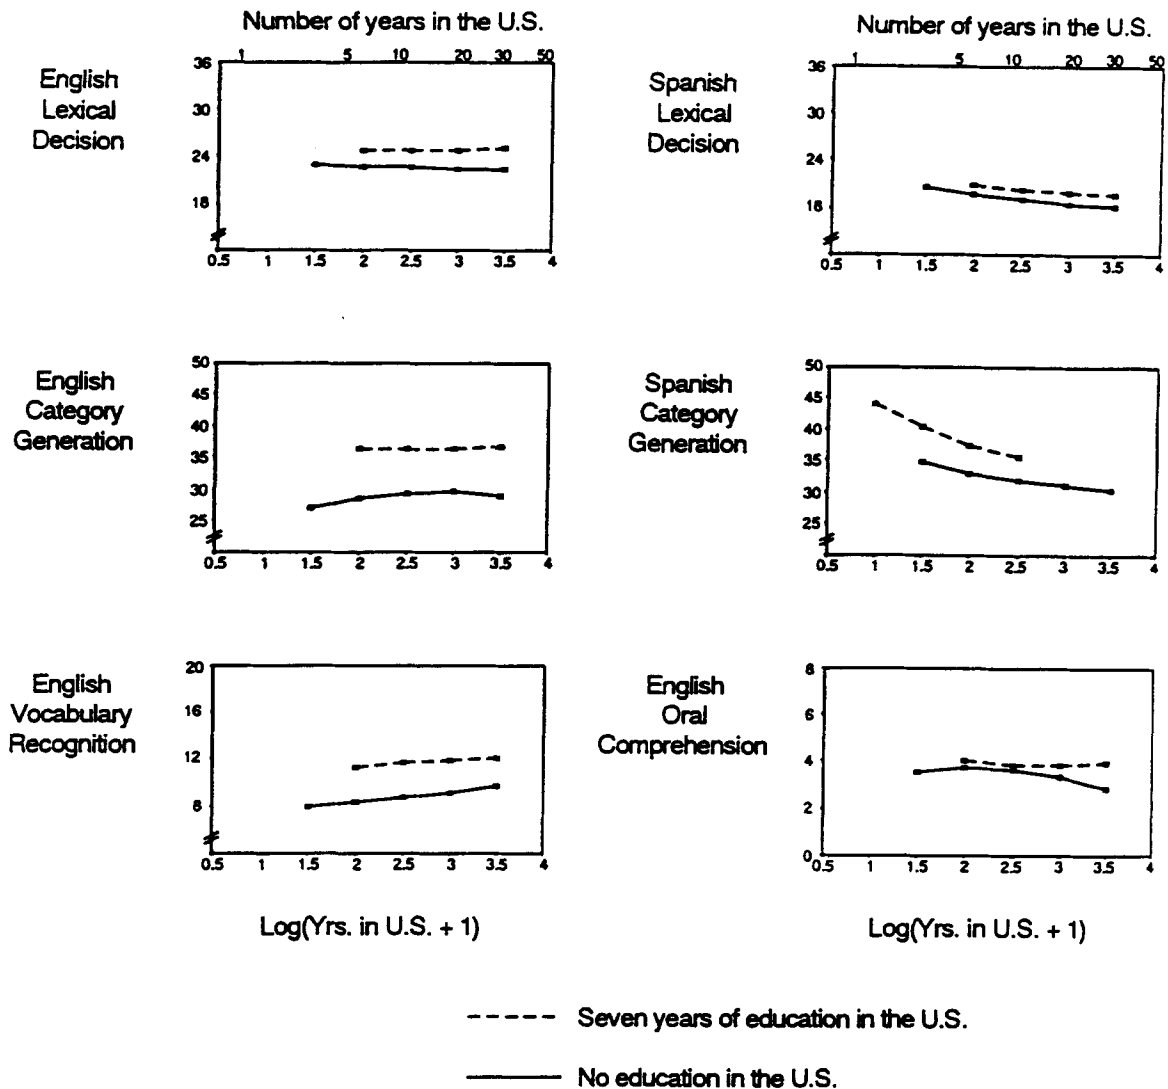 Number of years in the U.S.
1 5 10 20 30 50
English
Lexical
Decision
36
30
24
18
0.5 1 1.5 2 2.5 3 3.5 4
Number of years in the U.S.
1 5 10 20 30 50
Spanish
Lexical
Decision
36
30
24
18
0.5 1 1.5 2 2.5 3 3.5 4
English
Category
Generation
50
45
40
35
30
25
0.5 1 1.5 2 2.5 3 3.5 4
Spanish
Category
Generation
50
45
40
35
30
25
0.5 1 1.5 2 2.5 3 3.5 4
English
Vocabulary
Recognition
20
16
12
8
0.5 1 1.5 2 2.5 3 3.5 4
Log(Yrs. in U.S. + 1)
English
Oral
Comprehension
8
6
4
2
0
0.5 1 1.5 2 2.5 3 3.5 4
Log(Yrs. in U.S. + 1)
Seven years of education in the U.S.
No education in the U.S.